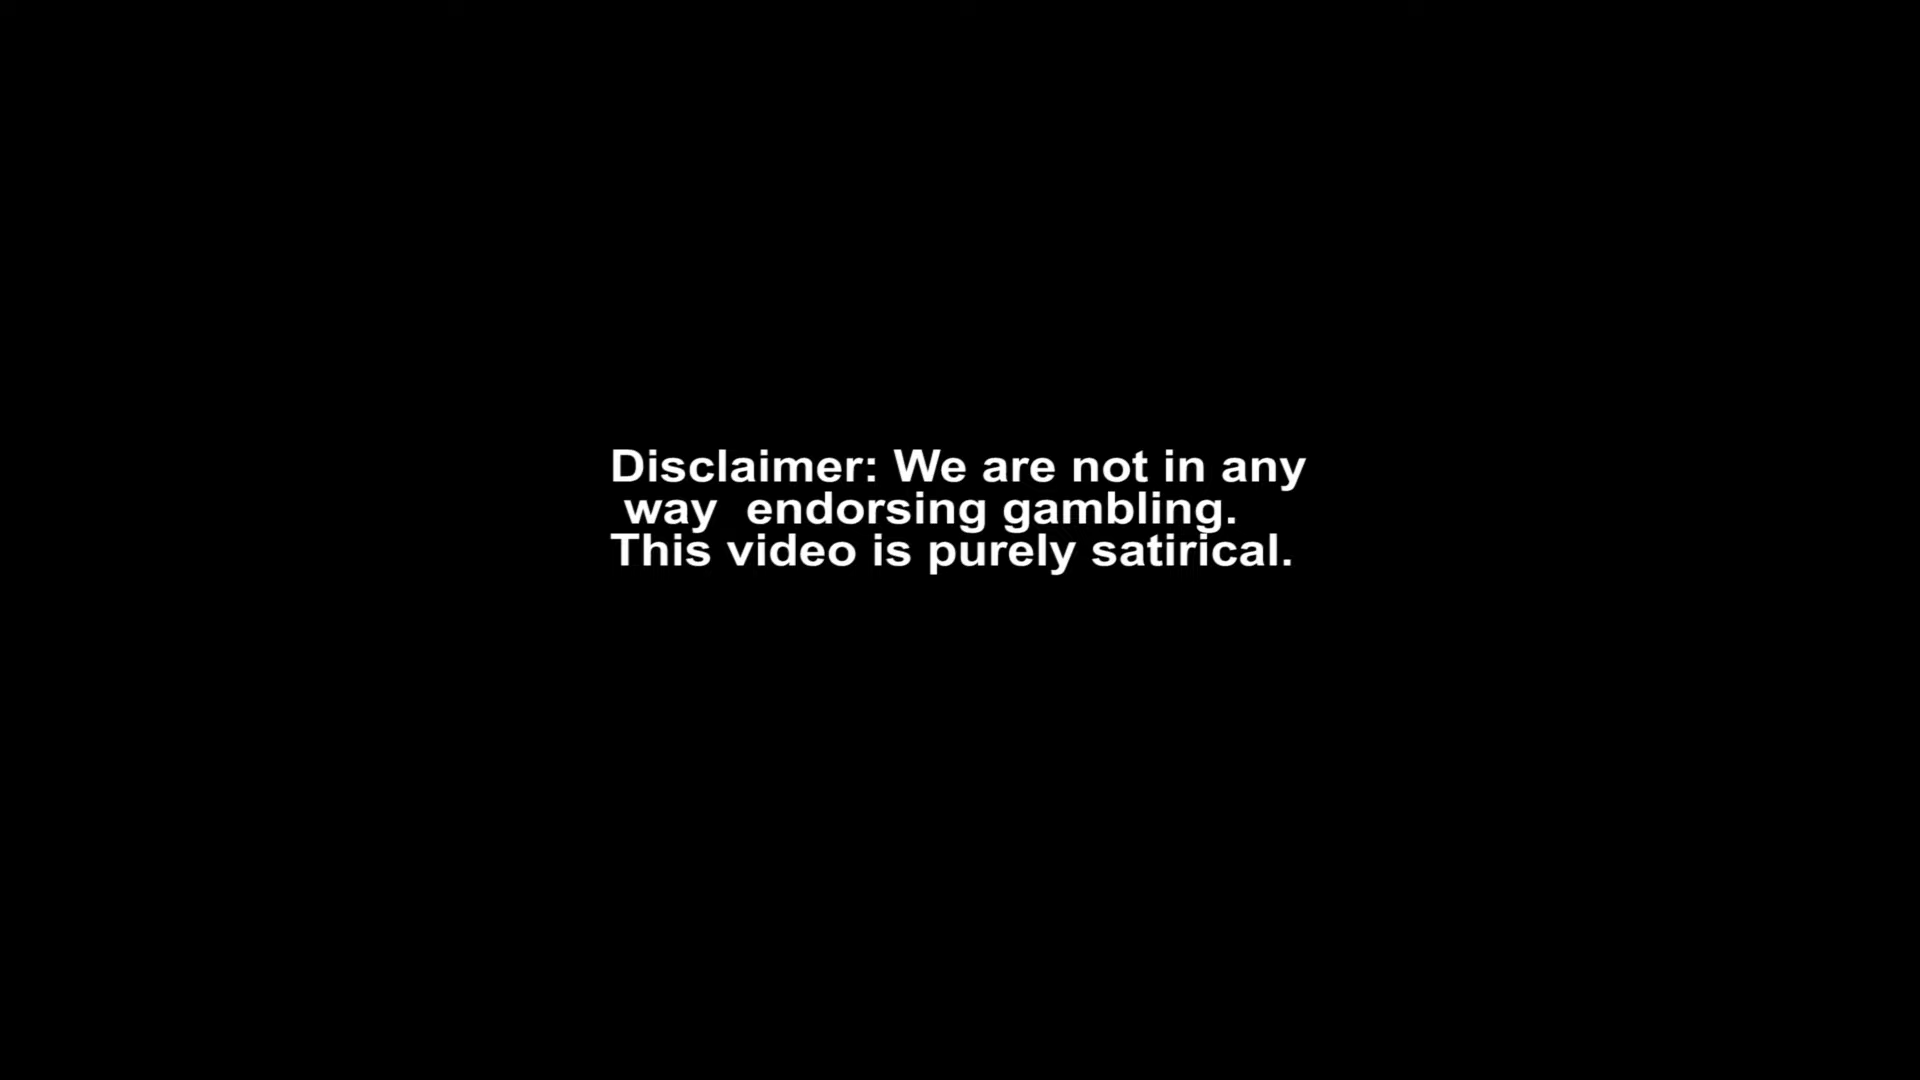 Disclaimer: We are not in any
way  endorsing gambling.
This video is purely satirical.